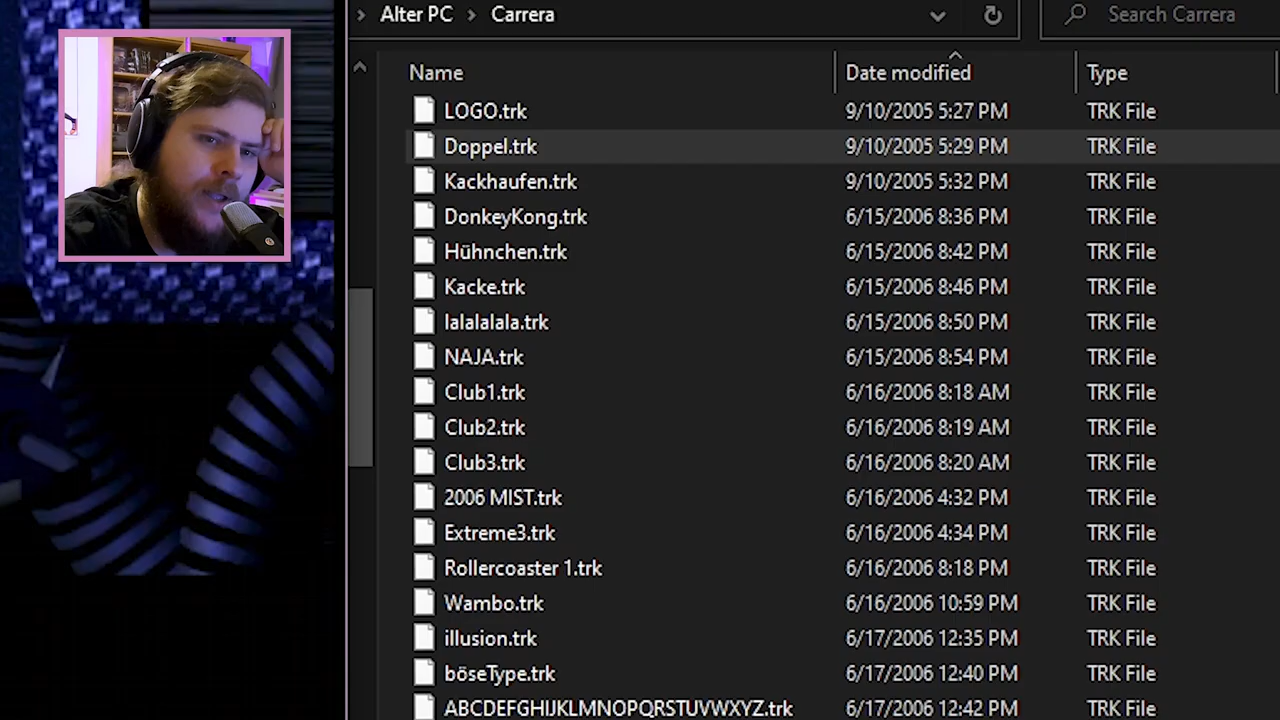 Alter PC > Carrera
Search Carrera
Name Date modified Type
LOGO.trk 9/10/2005 5:27 PM TRK File
Doppel.trk 9/10/2005 5:29 PM TRK File
Kackhaufen.trk 9/10/2005 5:32 PM TRK File
DonkeyKong.trk 6/15/2006 8:36 PM TRK File
Hühnchen.trk 6/15/2006 8:42 PM TRK File
Kacke.trk 6/15/2006 8:46 PM TRK File
lalalalala.trk 6/15/2006 8:50 PM TRK File
NAJA.trk 6/15/2006 8:54 PM TRK File
Club1.trk 6/16/2006 8:18 AM TRK File
Club2.trk 6/16/2006 8:19 AM TRK File
Club3.trk 6/16/2006 8:20 AM TRK File
2006 MIST.trk 6/16/2006 4:32 PM TRK File
Extreme3.trk 6/16/2006 4:34 PM TRK File
Rollercoaster 1.trk 6/16/2006 8:18 PM TRK File
Wambo.trk 6/16/2006 10:59 PM TRK File
illusion.trk 6/17/2006 12:35 PM TRK File
böseType.trk 6/17/2006 12:40 PM TRK File
ABCDEFGHIJKLMNOPQRSTUVWXYZ.trk 6/17/2006 12:42 PM TRK File